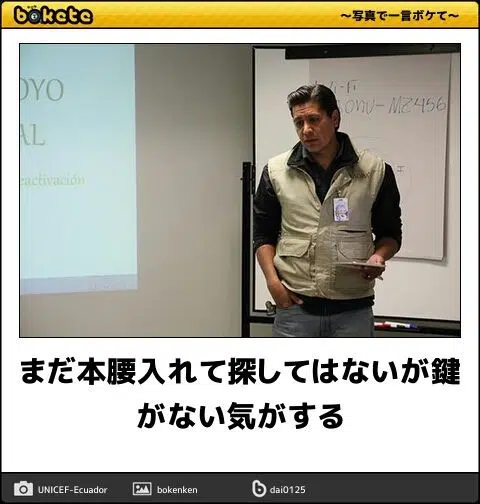 bokete
〜写真で一言ボケて〜
OYO
AL
eactivación
MZ456
まだ本腰入れて探してはないが鍵
がない気がする
UNICEF-Ecuador
bokenken
dai0125